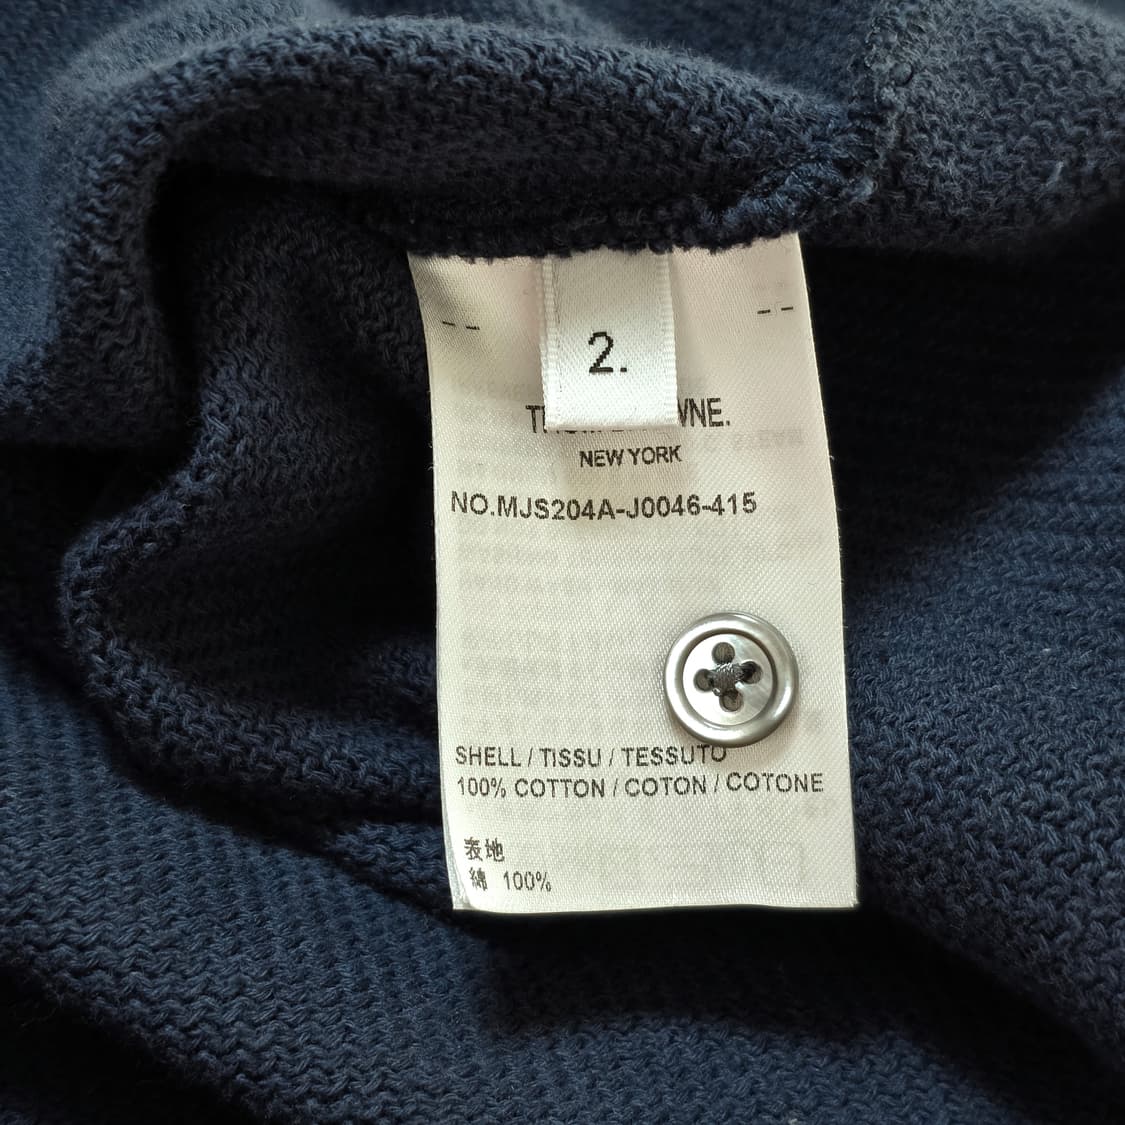 -- --
2.
NEW YORK
NO.MJS204A-J0046-415
SHELL / TISSU / TESSUTO
100% COTTON / COTON / COTONE
表地
綿 100%